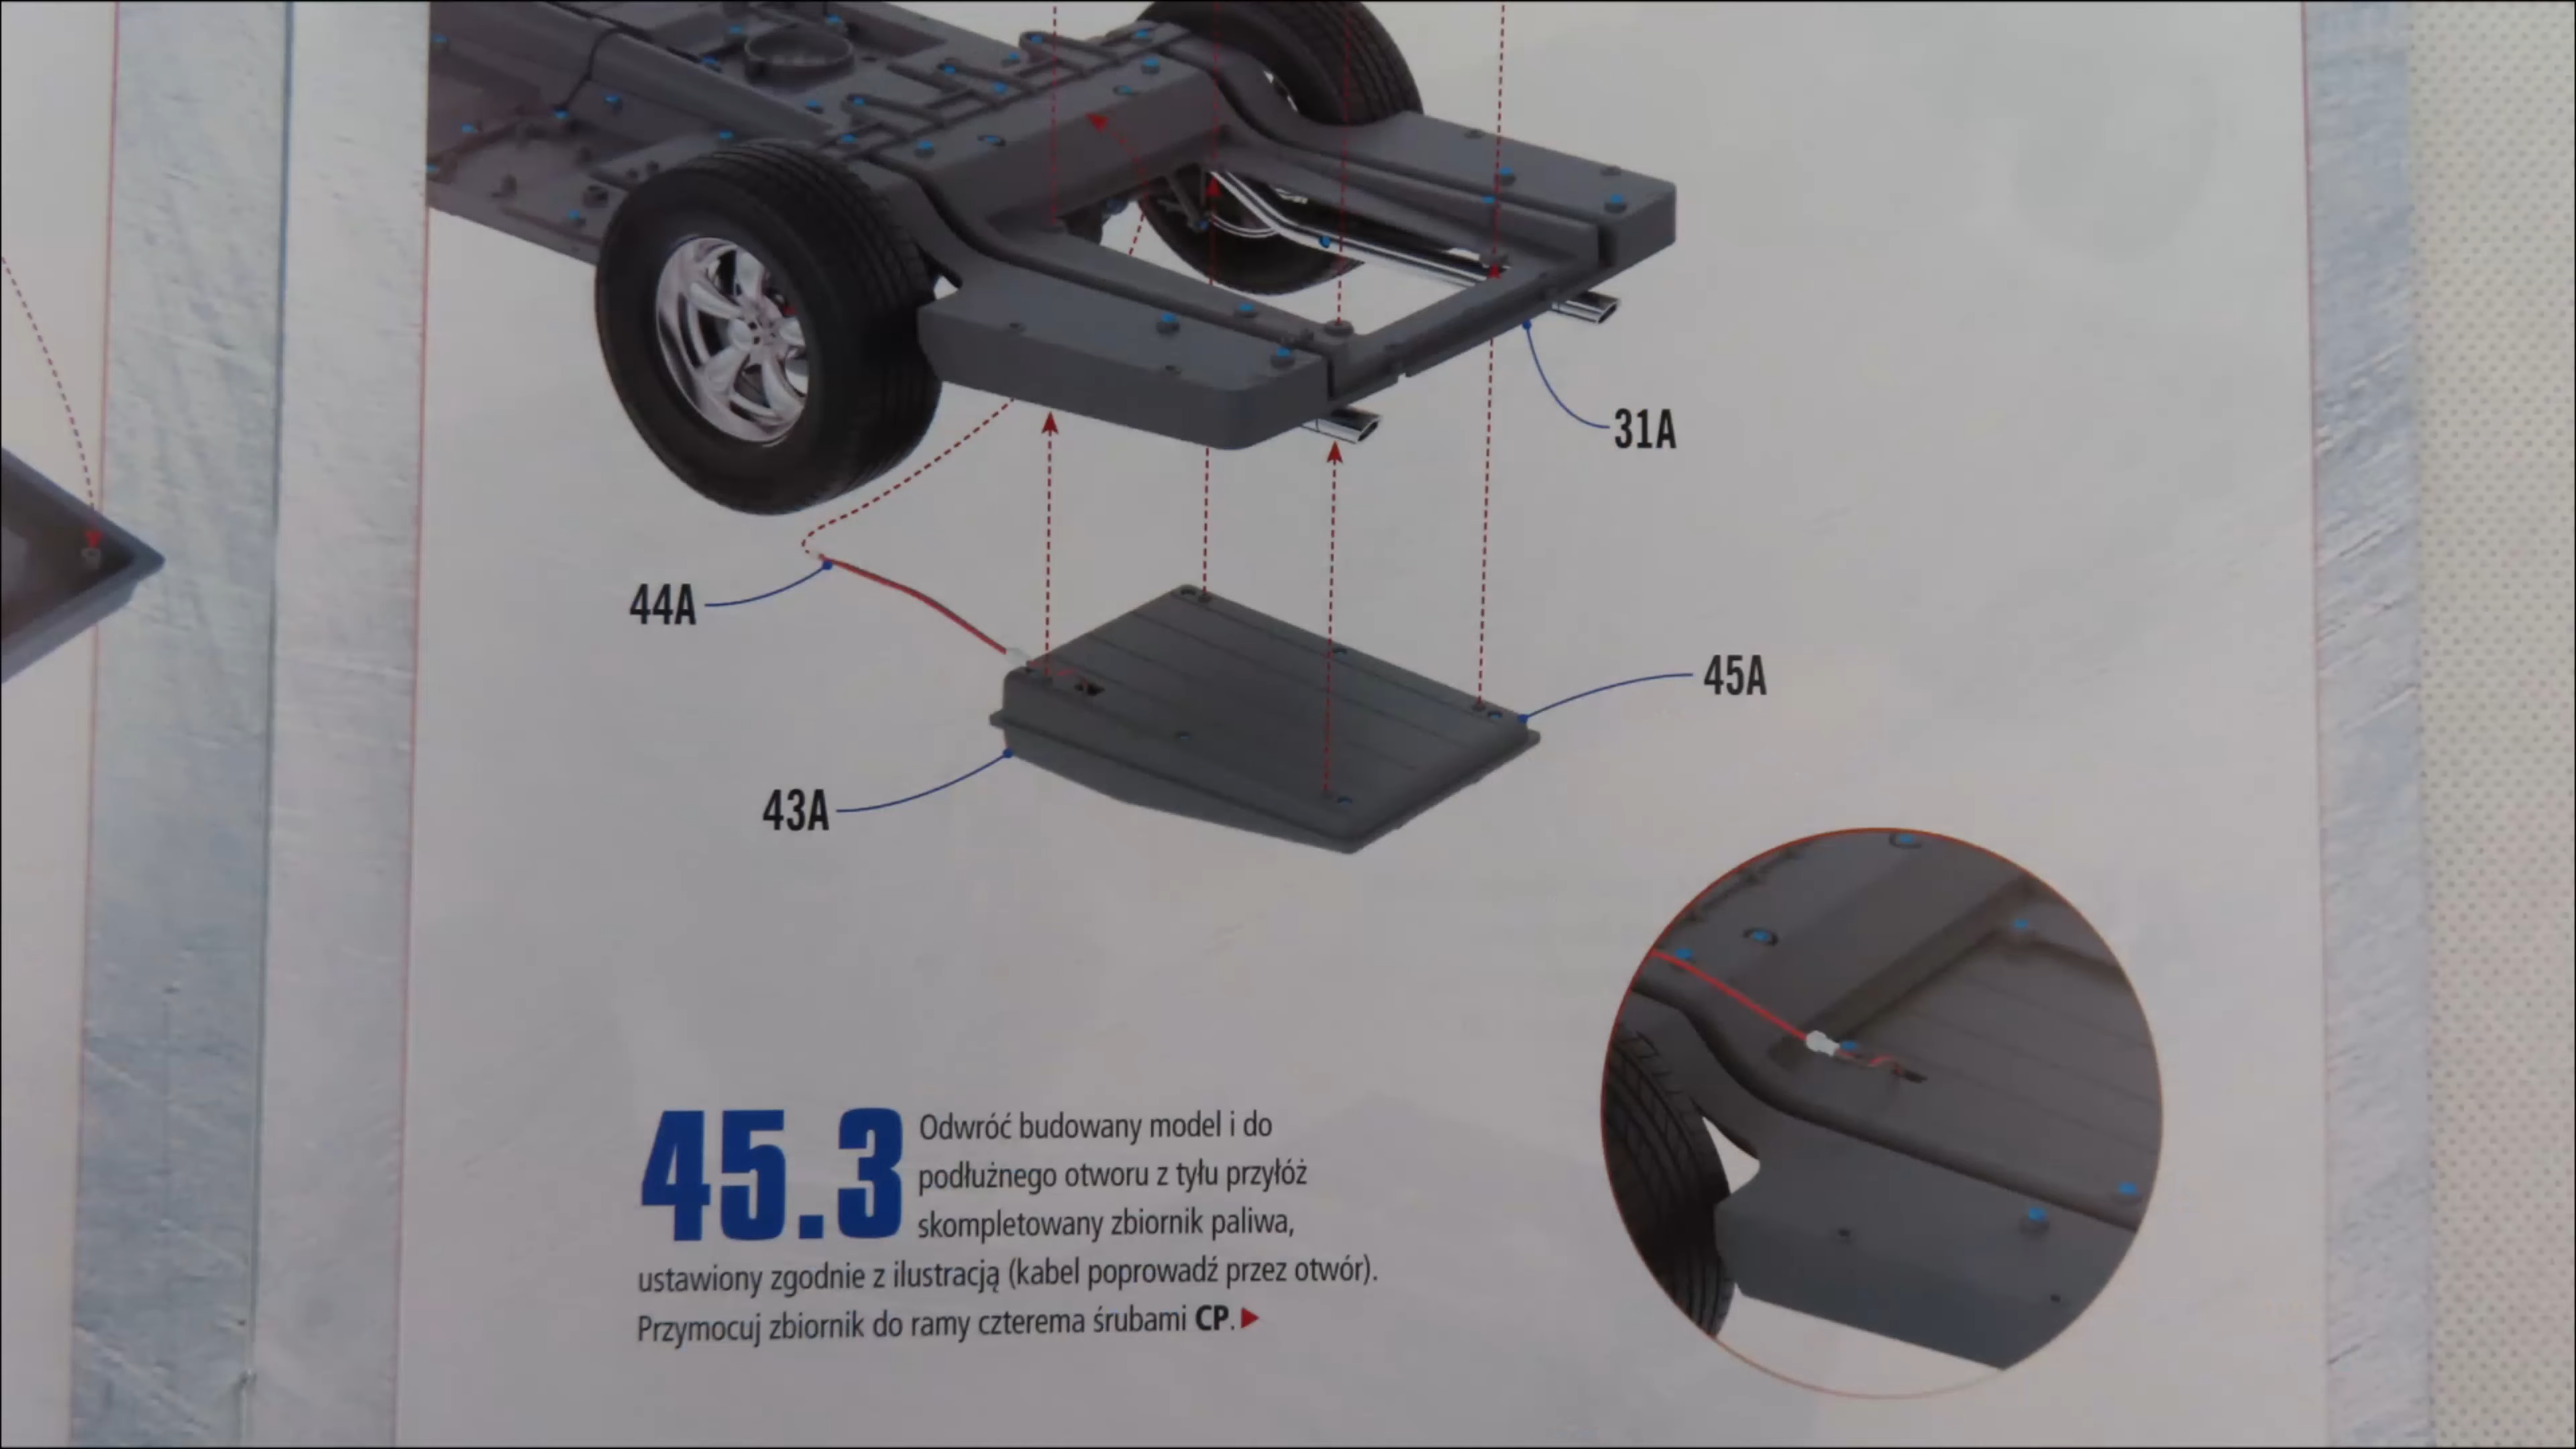 31A
44A
45A
43A
45.3 Odwróć budowany model i do
podłużnego otworu z tyłu przyłóż
skompletowany zbiornik paliwa,
ustawiony zgodnie z ilustracją (kabel poprowadź przez otwór).
Przymocuj zbiornik do ramy czterema śrubami CP.